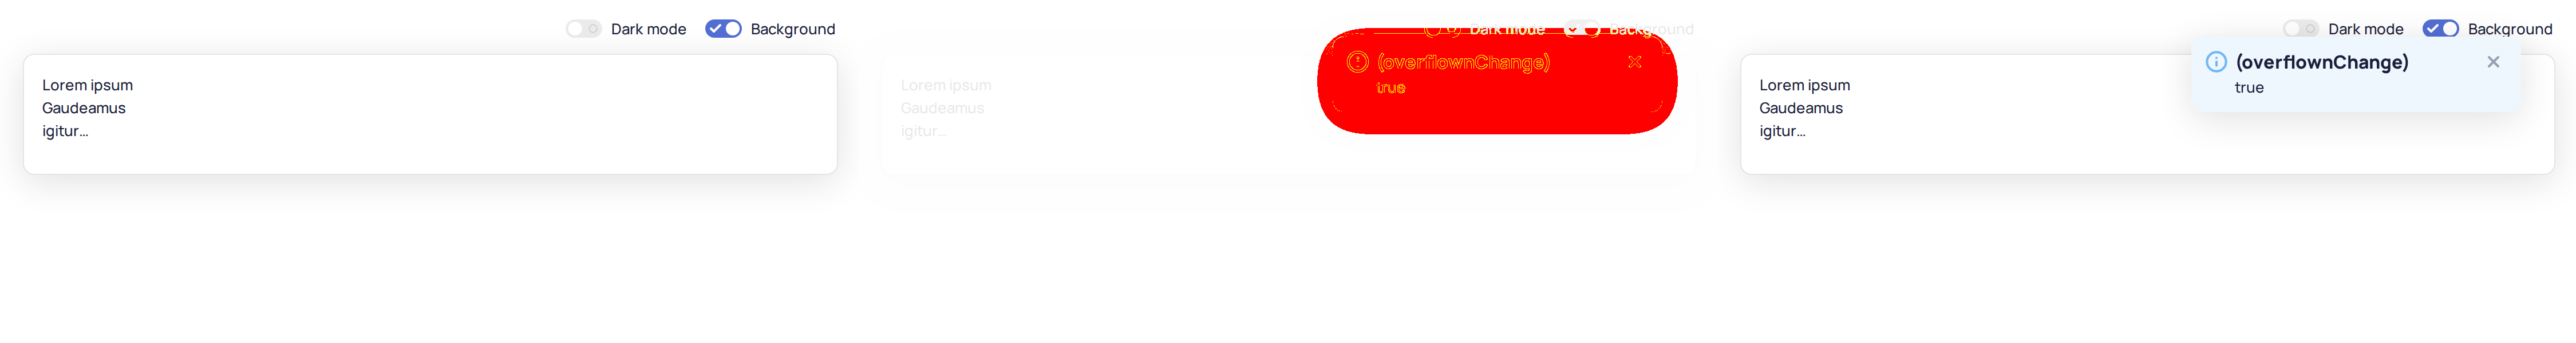 Dark mode Background
Lorem ipsum
Gaudeamus
igitur...
Dark mode Background
(overflownChange)
true
Lorem ipsum
Gaudeamus
igitur...
Dark mode Background
(overflownChange)
true
Lorem ipsum
Gaudeamus
igitur...